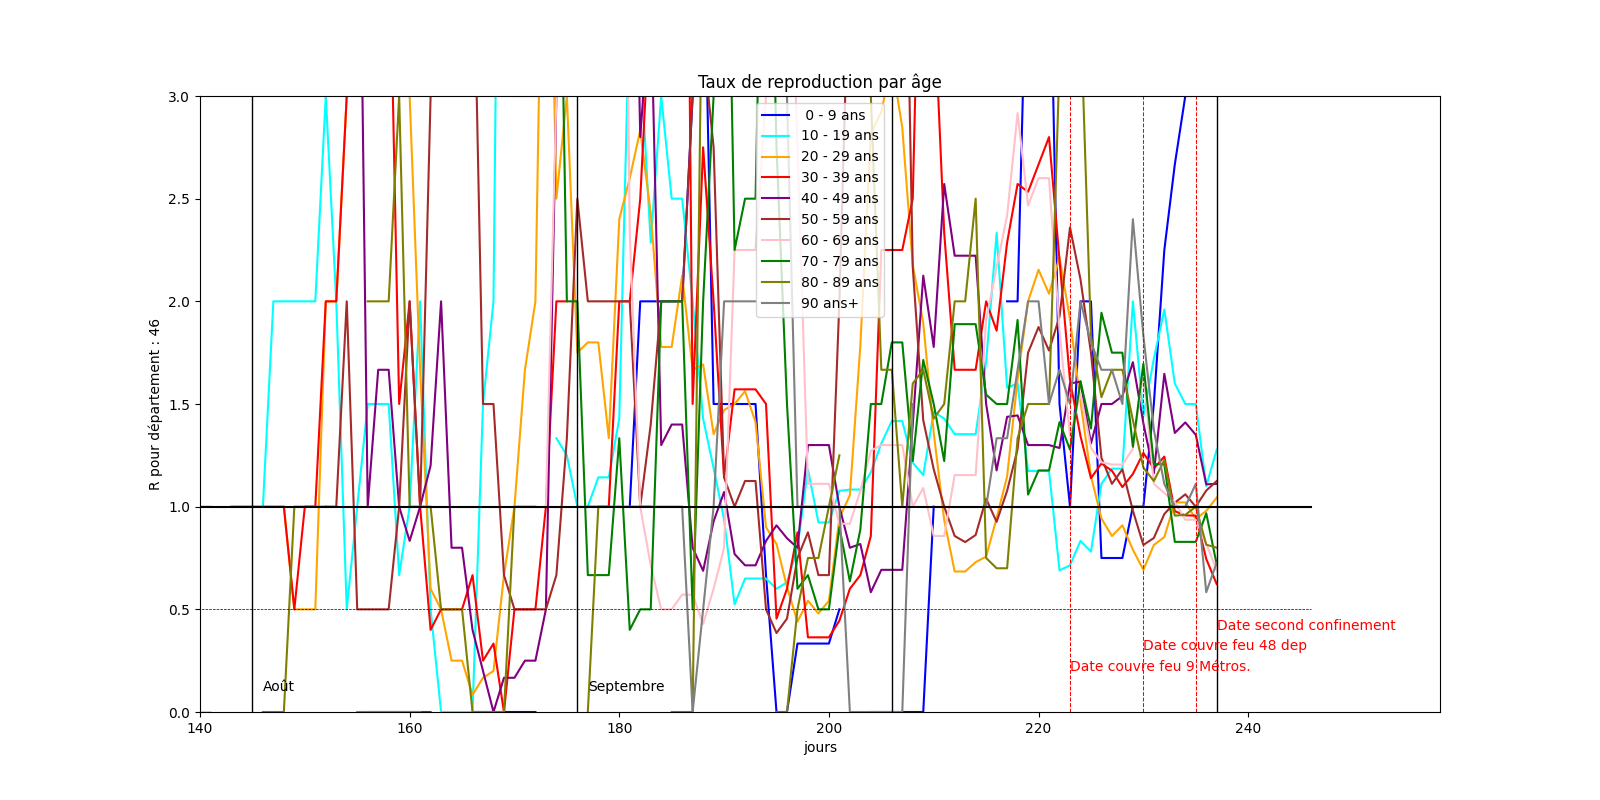 Taux de reproduction par âge
3.0
2.5
2.0
1.5
1.0
0.5
0.0
R pour département : 46
0 - 9 ans
10 - 19 ans
20 - 29 ans
30 - 39 ans
40 - 49 ans
50 - 59 ans
60 - 69 ans
70 - 79 ans
80 - 89 ans
90 ans+
Date second confinement
Date couvre feu 48 dep
Date couvre feu 9 Métros.
Août
Septembre
140
160
180
200
220
240
jours